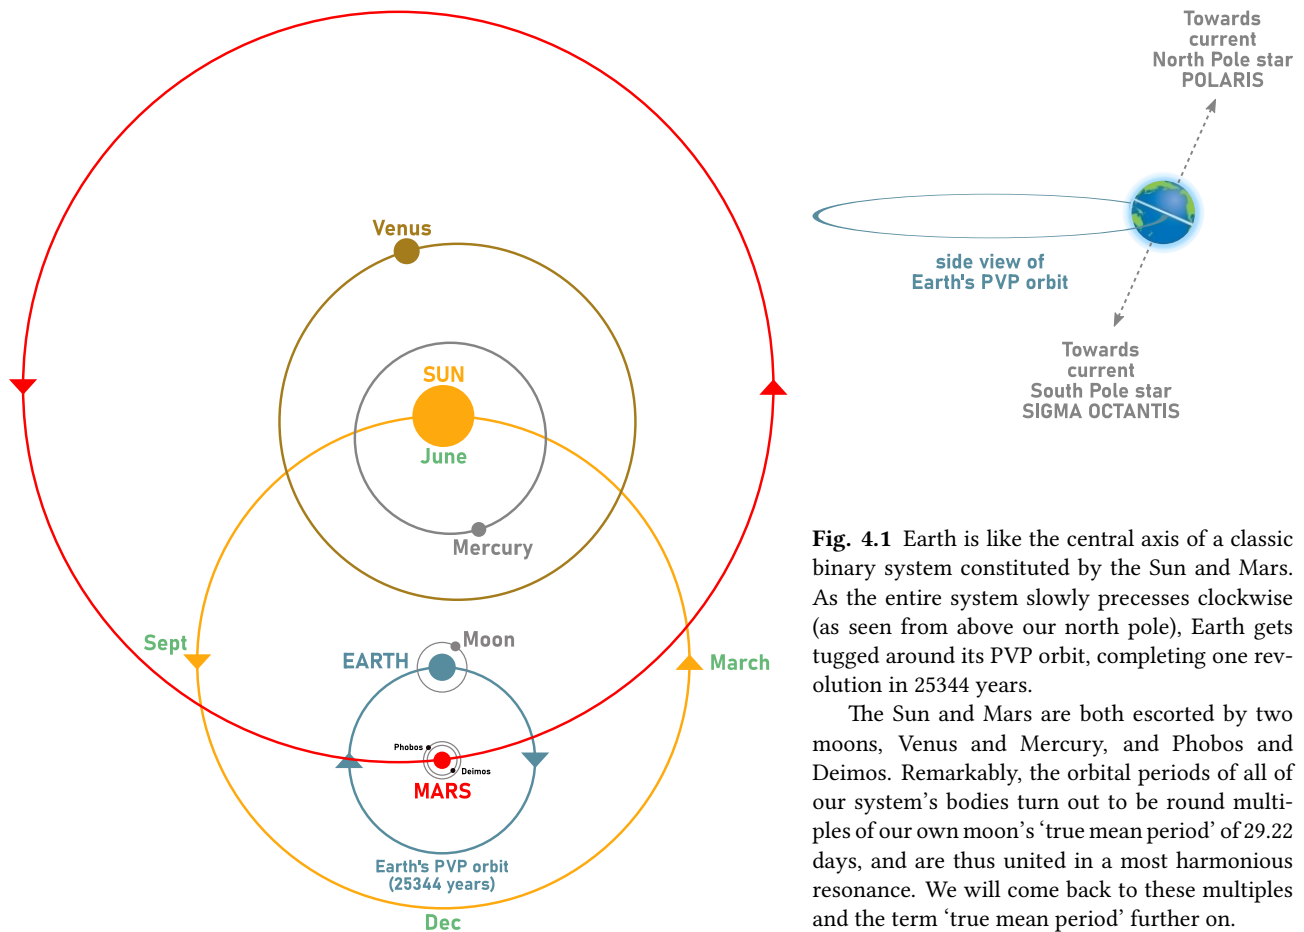 Venus
SUN
June
Mercury
Sept
Moon
EARTH
March
Phobos
Deimos
MARS
Earth's PVP orbit
(25344 years)
Dec
Towards
current
North Pole star
POLARIS
side view of
Earth's PVP orbit
Towards
current
South Pole star
SIGMA OCTANTIS
Fig. 4.1 Earth is like the central axis of a classic
binary system constituted by the Sun and Mars.
As the entire system slowly precesses clockwise
(as seen from above our north pole), Earth gets
tugged around its PVP orbit, completing one rev-
olution in 25344 years.
The Sun and Mars are both escorted by two
moons, Venus and Mercury, and Phobos and
Deimos. Remarkably, the orbital periods of all of
our system's bodies turn out to be round multi-
ples of our own moon's ‘true mean period’ of 29.22
days, and are thus united in a most harmonious
resonance. We will come back to these multiples
and the term ‘true mean period’ further on.